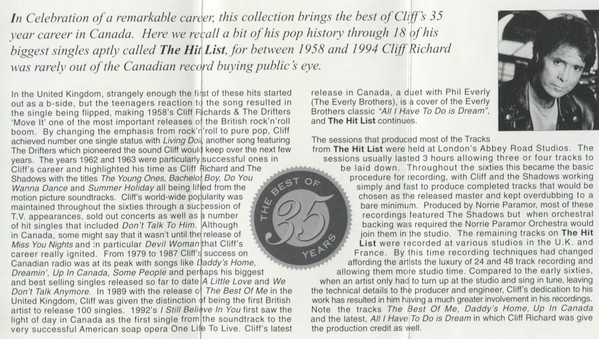 In Celebration of a remarkable career, this collection brings the best of Cliff's 35
year career in Canada. Here we recall a bit of his pop history through 18 of his
biggest singles aptly called The Hit List, for between 1958 and 1994 Cliff Richard
was rarely out of the Canadian record buying public's eye.
In the United Kingdom, strangely enough the first of these hits started
out as a b-side, but the teenagers reaction to the song resulted in
the single being flipped, making 1958's Cliff Richards & The Drifters
'Move It' one of the most important releases of the British rock'n'roll
boom. By changing the emphasis from rock'n'roll to pure pop, Cliff
achieved number one status with Living Doll, another song featuring
The Drifters which pioneered the sound Cliff would keep over the next few
years. The years 1962 and 1963 were particularly successful ones in
Cliff's career and highlighted his time as Cliff Richard and The
Shadows with the titles The Young Ones, Bachelor Boy, Do You
Wanna Dance and Summer Holiday all being lifted from the
motion picture soundtracks. Cliff's world-wide popularity was
maintained throughout the sixties through a succession of
T.V. appearances, sold out concerts as well as a number
of hit singles that included Don't Talk To Him. Although
in Canada, some might say that it wasn't until the release of
Miss You Nights and in particular Devil Woman that Cliff's
career really ignited. From 1979 to 1987 Cliff's success on
Canadian radio was at its peak with songs like Daddy's Home,
Dreamin', Up In Canada, Some People and perhaps his biggest
and best selling singles released so far to date A Little Love and We
Don't Talk Anymore. In 1989 with the release of The Best Of Me in the
United Kingdom, Cliff was given the distinction of being the first British
artist to release 100 singles. 1992's I Still Believe In You first saw the
light of day in Canada as the first single from the soundtrack to the
very successful American soap opera One Life To Live. Cliff's latest
THE BEST OF
35
YEARS
release in Canada, a duet with Phil Everly
(The Everly Brothers), is a cover of the Everly
Brothers classic "All I Have To Do is Dream",
and The Hit List continues.
The sessions that produced most of the Tracks
from The Hit List were held at London's Abbey Road Studios. The
sessions usually lasted 3 hours allowing three or four tracks to
be laid down. Throughout the sixties this became the basic
procedure for recording, with Cliff and the Shadows working
simply and fast to produce completed tracks that would be
chosen as the released master and kept overdubbing to a
bare minimum. Produced by Norrie Paramor, most of these
recordings featured The Shadows but when orchestral
backing was required the Norrie Paramor Orchestra would
join them in the studio. The remaining tracks on The Hit
List were recorded at various studios in the U.K. and
France. By this time recording techniques had changed
affording the artists the luxury of 24 and 48 track recording and
allowing them more studio time. Compared to the early sixties,
when an artist only had to turn up at the studio and sing in tune, leaving
the technical details to the producer and engineer, Cliff's dedication to his
work has resulted in him having a much greater involvement in his recordings.
Note the tracks The Best Of Me, Daddy's Home, Up In Canada
and the latest, All I Have To Do is Dream in which Cliff Richard was give
the production credit as well.